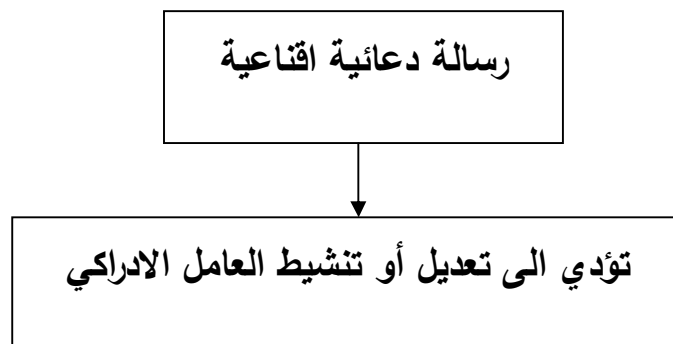 رسالة دعائية اقناعية
تؤدي الى تعديل أو تنشيط العامل الادراكي